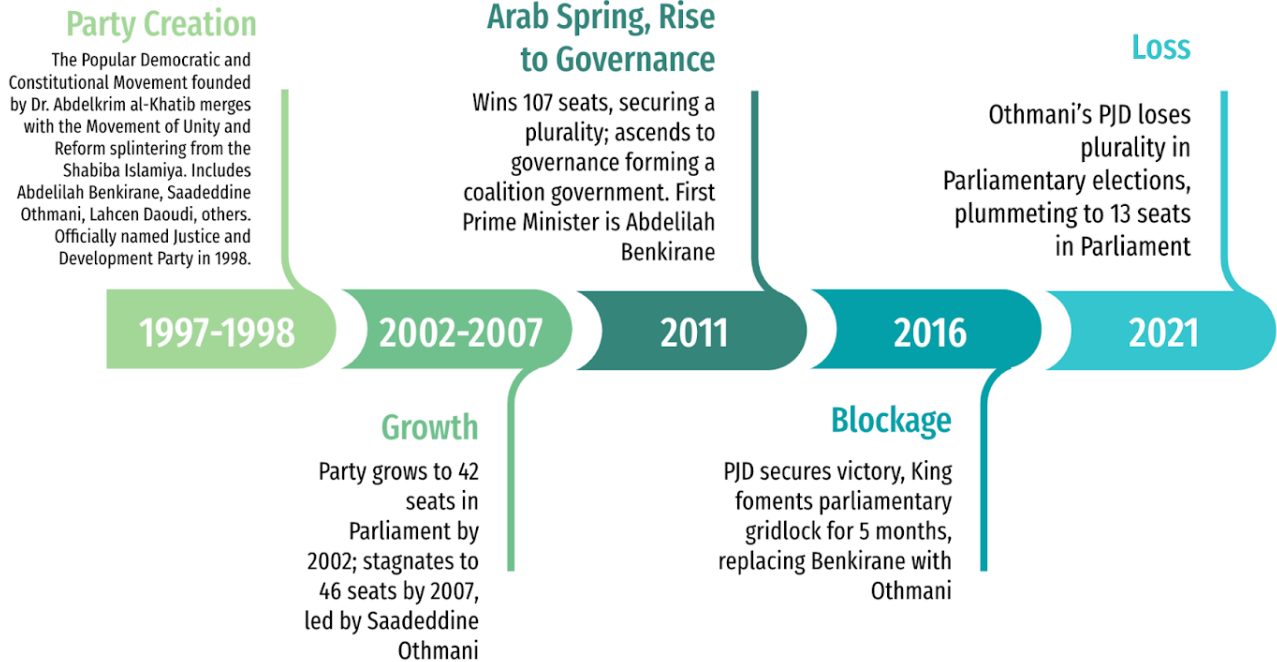 Party Creation
The Popular Democratic and
Constitutional Movement founded
by Dr. Abdelkrim al-Khatib merges
with the Movement of Unity and
Reform splintering from the
Shabiba Islamiya. Includes
Abdelilah Benkirane, Saadeddine
Othmani, Lahcen Daoudi, others.
Officially named Justice and
Development Party in 1998.
Arab Spring, Rise
to Governance
Wins 107 seats, securing a
plurality; ascends to
governance forming a
coalition government. First
Prime Minister is Abdelilah
Benkirane
Loss
Othmani’s PJD loses
plurality in
Parliamentary elections,
plummeting to 13 seats
in Parliament
1997-1998
2002-2007
2011
2016
2021
Growth
Party grows to 42
seats in
Parliament by
2002; stagnates to
46 seats by 2007,
led by Saadeddine
Othmani
Blockage
PJD secures victory, King
foments parliamentary
gridlock for 5 months,
replacing Benkirane with
Othmani